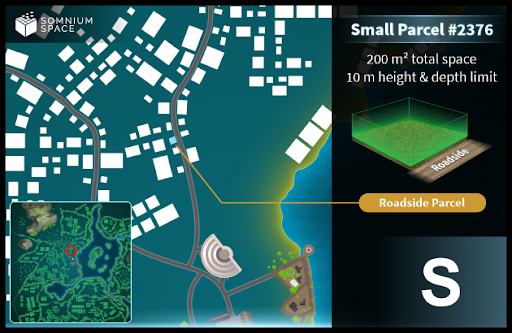 SOMNIUM
SPACE
Small Parcel #2376
200 m² total space
10 m height & depth limit
Roadside
Roadside Parcel
S